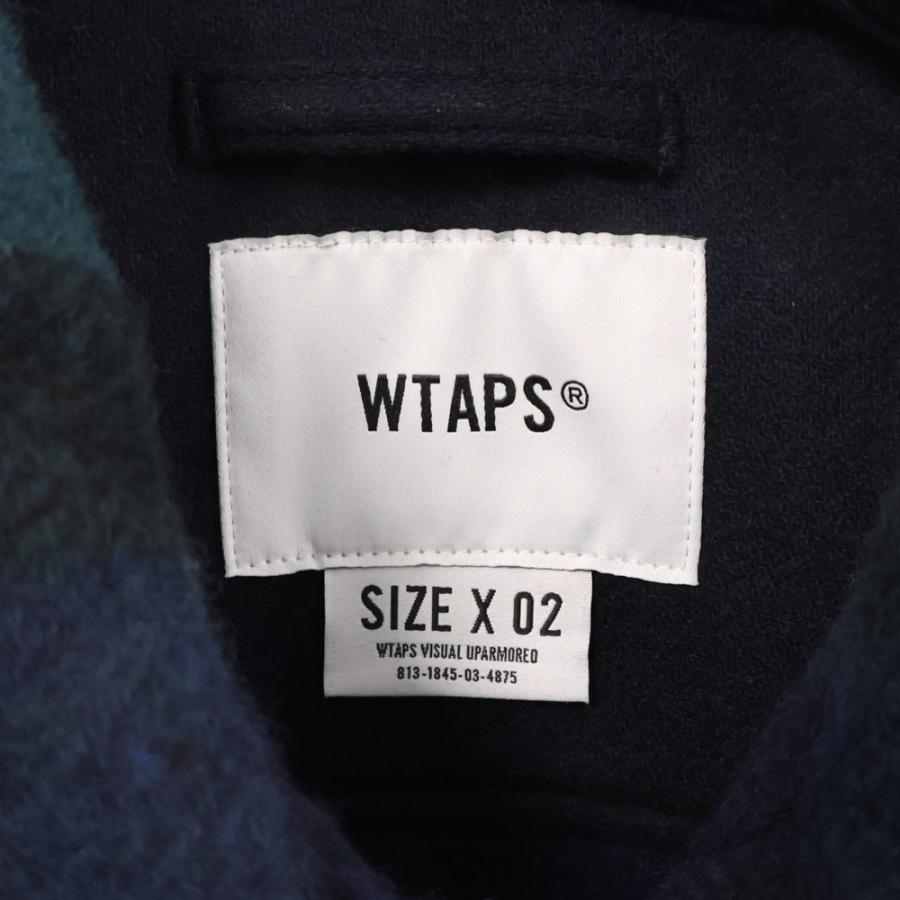 WTAPS®
SIZE X 02
WTAPS VISUAL UPARMORED
813-1845-03-4875